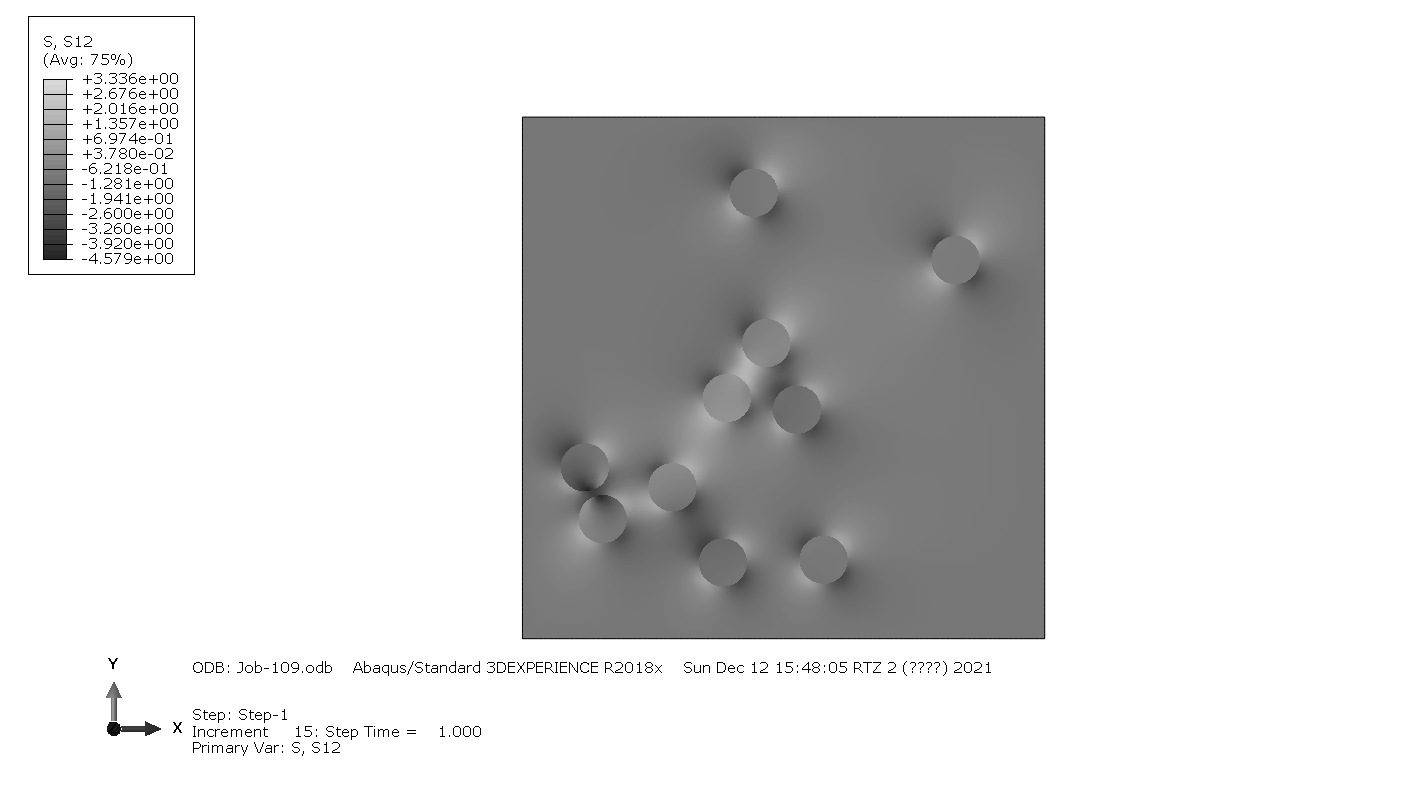 S, S12
(Avg: 75%)
+3.336e+00
+2.676e+00
+2.016e+00
+1.357e+00
+6.974e-01
+3.780e-02
-6.218e-01
-1.281e+00
-1.941e+00
-2.600e+00
-3.260e+00
-3.920e+00
-4.579e+00
Y
X
ODB: Job-109.odb Abaqus/Standard 3DEXPERIENCE R2018x Sun Dec 12 15:48:05 RTZ 2 (????) 2021
Step: Step-1
Increment 15: Step Time = 1.000
Primary Var: S, S12